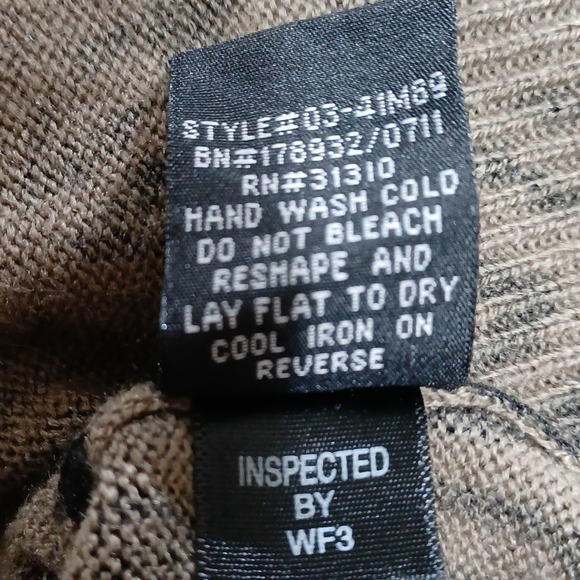 STYLE#03-41M69
BN#178932/0711
RN#31310
HAND WASH COLD
DO NOT BLEACH
RESHAPE AND
LAY FLAT TO DRY
COOL IRON ON
REVERSE
INSPECTED
BY
WF3